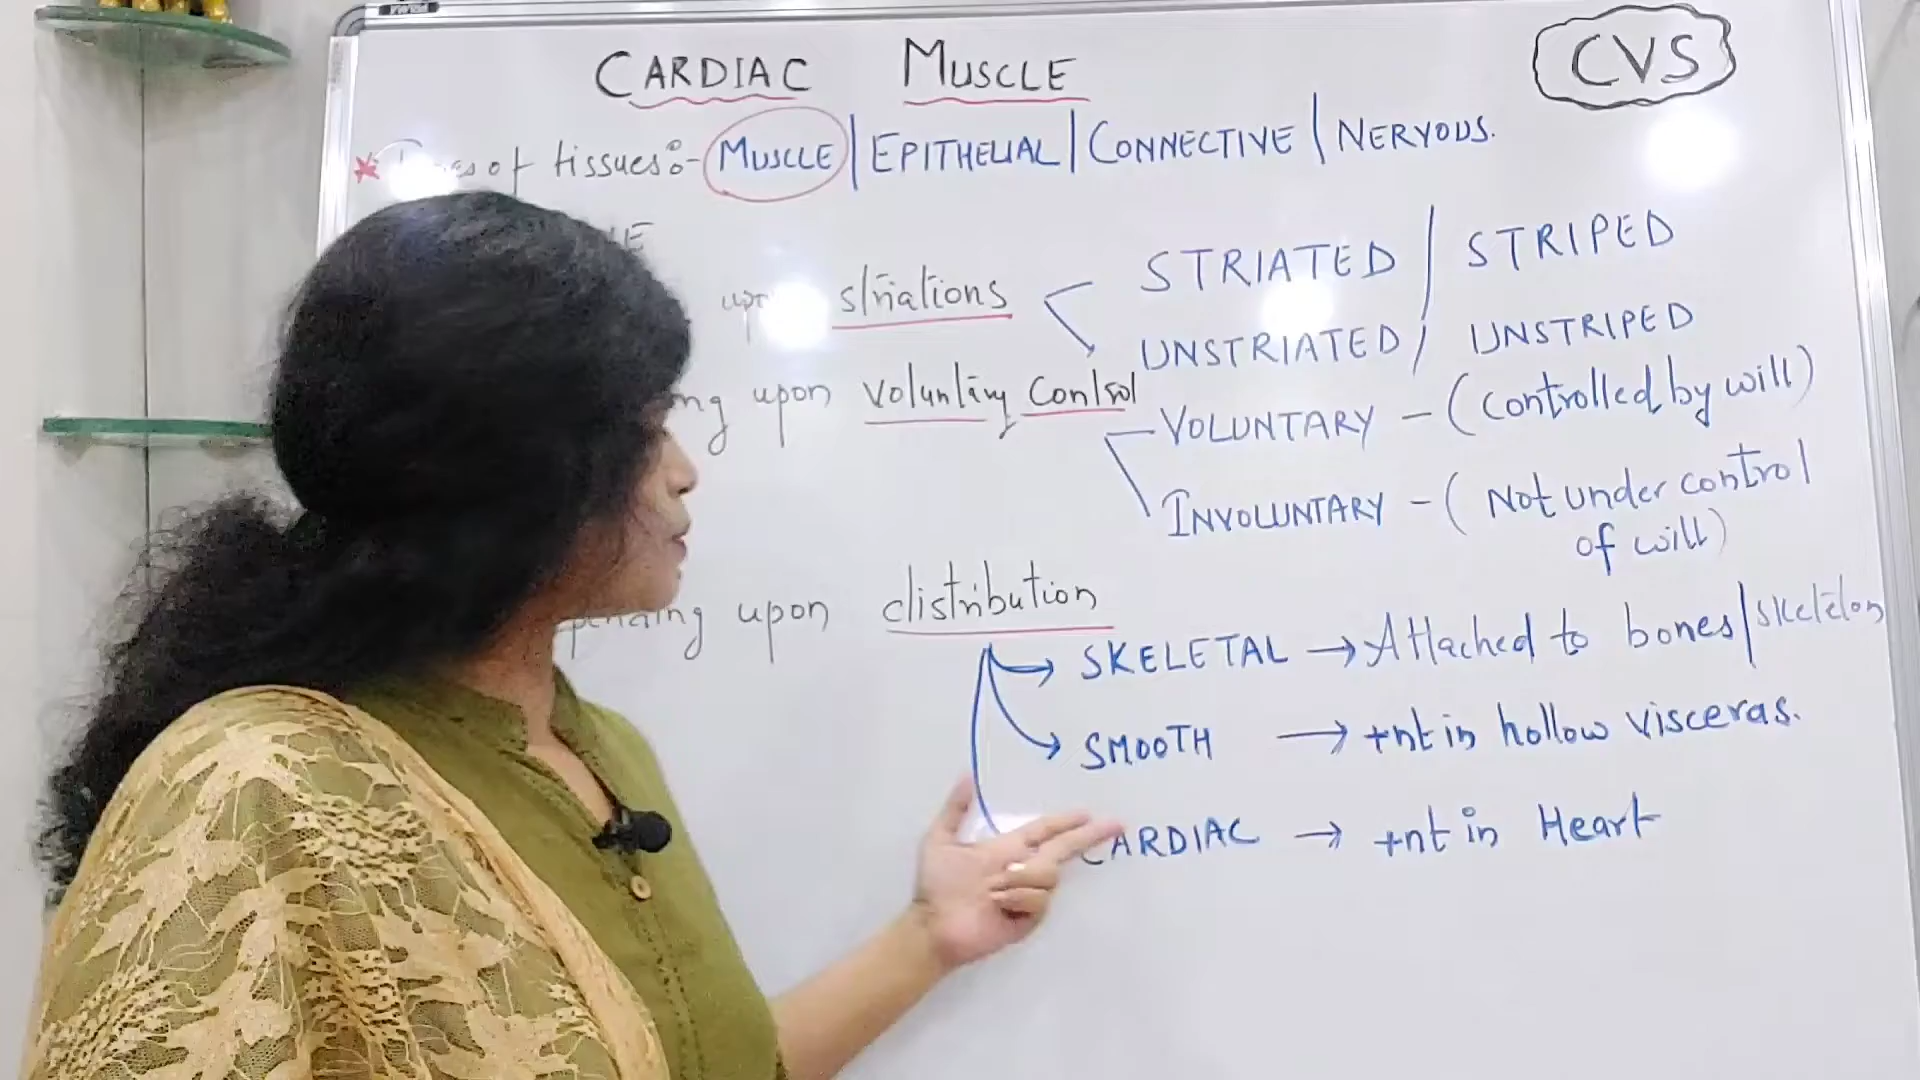 CARDIAC MUSCLE
CVS
of tissues:- MUSCLE | EPITHELIAL | CONNECTIVE | NERVOUS.
striations
STRIATED / STRIPED
UNSTRIATED / UNSTRIPED
upon voluntary control
VOLUNTARY - (controlled by will)
INVOLUNTARY - (Not under control
of will)
upon distribution
SKELETAL → Attached to bones/skeleton
SMOOTH → +nt in hollow visceras.
CARDIAC → +nt in Heart